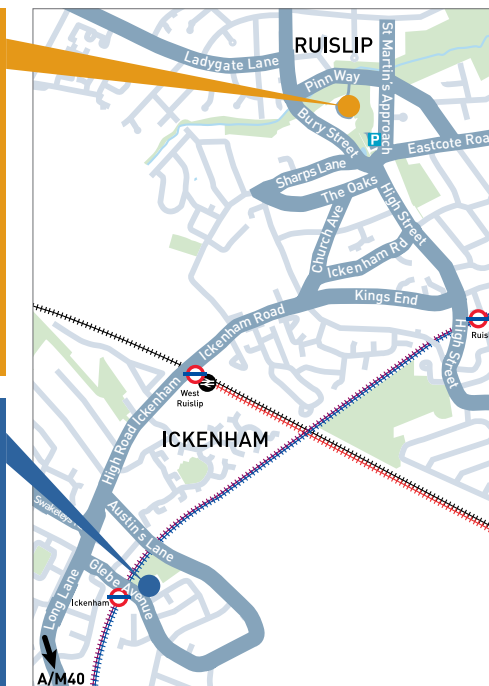 RUISLIP
Ladygate Lane
St Martin's Approach
Pinn Way
Bury Street
P
Eastcote Roa
Sharps Lane
The Oaks
High Street
Church Ave
Ickenham Rd
Kings End
Ickenham Road
High Street
Ruis
West
Ruislip
High Road Ickenham
ICKENHAM
Swakeleys
Austin's Lane
Glebe Avenue
Ickenham
Long Lane
A/M40